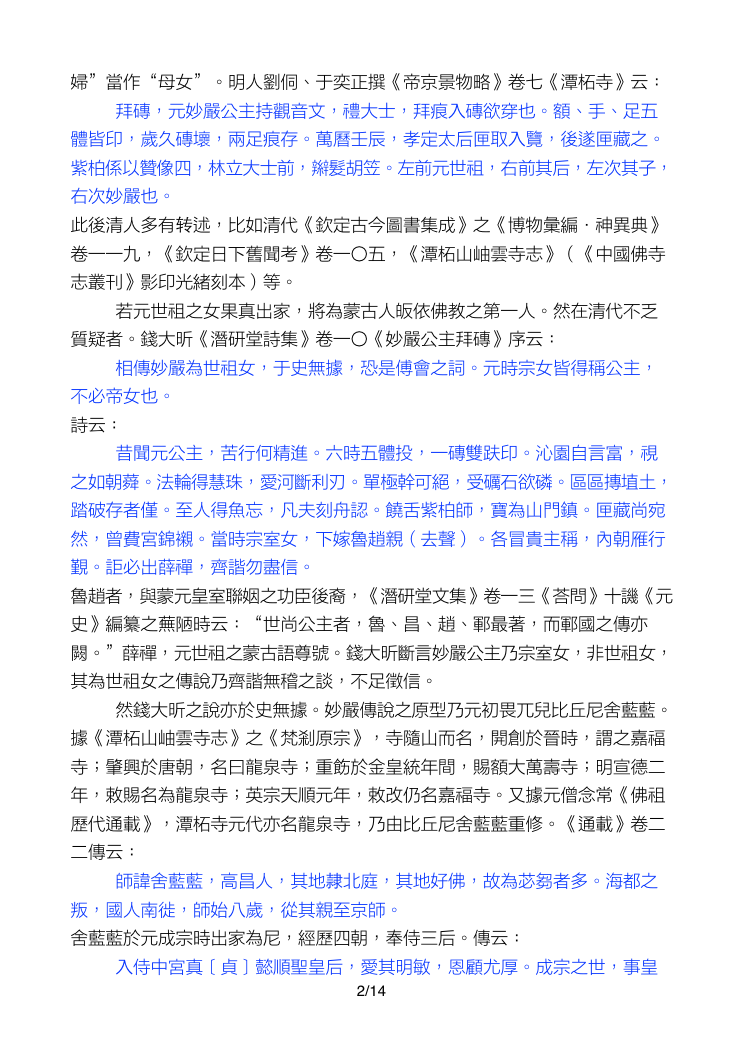 婦”當作“母女”。明人劉侗、于奕正撰《帝京景物略》卷七《潭柘寺》云：
拜磚，元妙嚴公主持觀音文，禮大士，拜痕入磚欲穿也。額、手、足五
體皆印，歲久磚壞，兩足痕存。萬曆壬辰，孝定太后匣取入覽，後遂匣藏之。
紫柏係以贊像四，林立大士前，辮髮胡笠。左前元世祖，右前其后，左次其子，
右次妙嚴也。
此後清人多有转述，比如清代《欽定古今圖書集成》之《博物彙編．神異典》
卷一一九，《欽定日下舊聞考》卷一〇五，《潭柘山岫雲寺志》（《中國佛寺
志叢刊》影印光緒刻本）等。
若元世祖之女果真出家，將為蒙古人皈依佛教之第一人。然在清代不乏
質疑者。錢大昕《潛研堂詩集》卷一〇《妙嚴公主拜磚》序云：
相傳妙嚴為世祖女，于史無據，恐是傅會之詞。元時宗女皆得稱公主，
不必帝女也。
詩云：
昔聞元公主，苦行何精進。六時五體投，一磚雙趺印。沁園自言富，視
之如朝蕣。法輪得慧珠，愛河斷利刃。單極幹可絕，受礪石欲磷。區區摶埴土，
踏破存者僅。至人得魚忘，凡夫刻舟認。饒舌紫柏師，寶為山門鎮。匣藏尚宛
然，曾費宮錦襯。當時宗室女，下嫁魯趙親（去聲）。各冒貴主稱，內朝雁行
覲。詎必出薛禪，齊諧勿盡信。
魯趙者，與蒙元皇室聯姻之功臣後裔，《潛研堂文集》卷一三《荅問》十譏《元
史》編纂之蕪陋時云：“世尚公主者，魯、昌、趙、鄆最著，而鄆國之傳亦
闕。”薛禪，元世祖之蒙古語尊號。錢大昕斷言妙嚴公主乃宗室女，非世祖女，
其為世祖女之傳說乃齊諧無稽之談，不足徵信。
然錢大昕之說亦於史無據。妙嚴傳說之原型乃元初畏兀兒比丘尼舍藍藍。
據《潭柘山岫雲寺志》之《梵剎原宗》，寺隨山而名，開創於晉時，謂之嘉福
寺；肇興於唐朝，名曰龍泉寺；重飭於金皇統年間，賜額大萬壽寺；明宣德二
年，敕賜名為龍泉寺；英宗天順元年，敕改仍名嘉福寺。又據元僧念常《佛祖
歷代通載》，潭柘寺元代亦名龍泉寺，乃由比丘尼舍藍藍重修。《通載》卷二
二傳云：
師諱舍藍藍，高昌人，其地隷北庭，其地好佛，故為苾芻者多。海都之
叛，國人南徙，師始八歲，從其親至京師。
舍藍藍於元成宗時出家為尼，經歷四朝，奉侍三后。傳云：
入侍中宮真［貞］懿順聖皇后，愛其明敏，恩顧尤厚。成宗之世，事皇
2/14